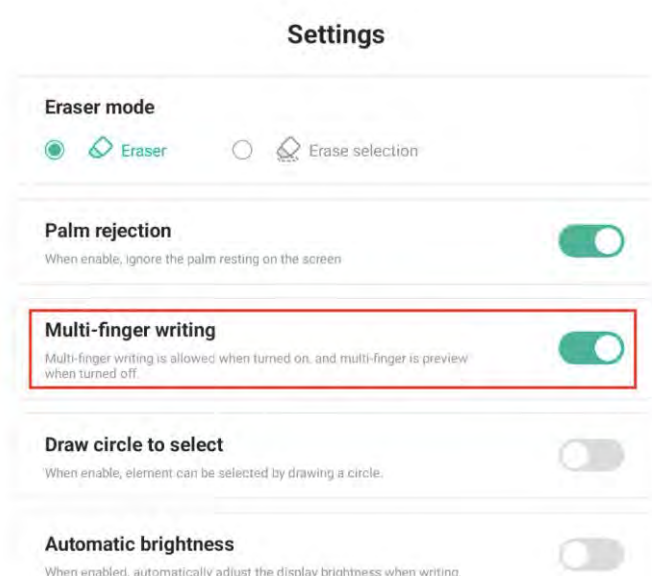 Settings
Eraser mode
Eraser Erase selection
Palm rejection
When enable, ignore the palm resting on the screen
Multi-finger writing
Multi-finger writing is allowed when turned on, and multi-finger is preview
when turned off.
Draw circle to select
When enable, element can be selected by drawing a circle.
Automatic brightness
When enabled, automatically adjust the display brightness when writing